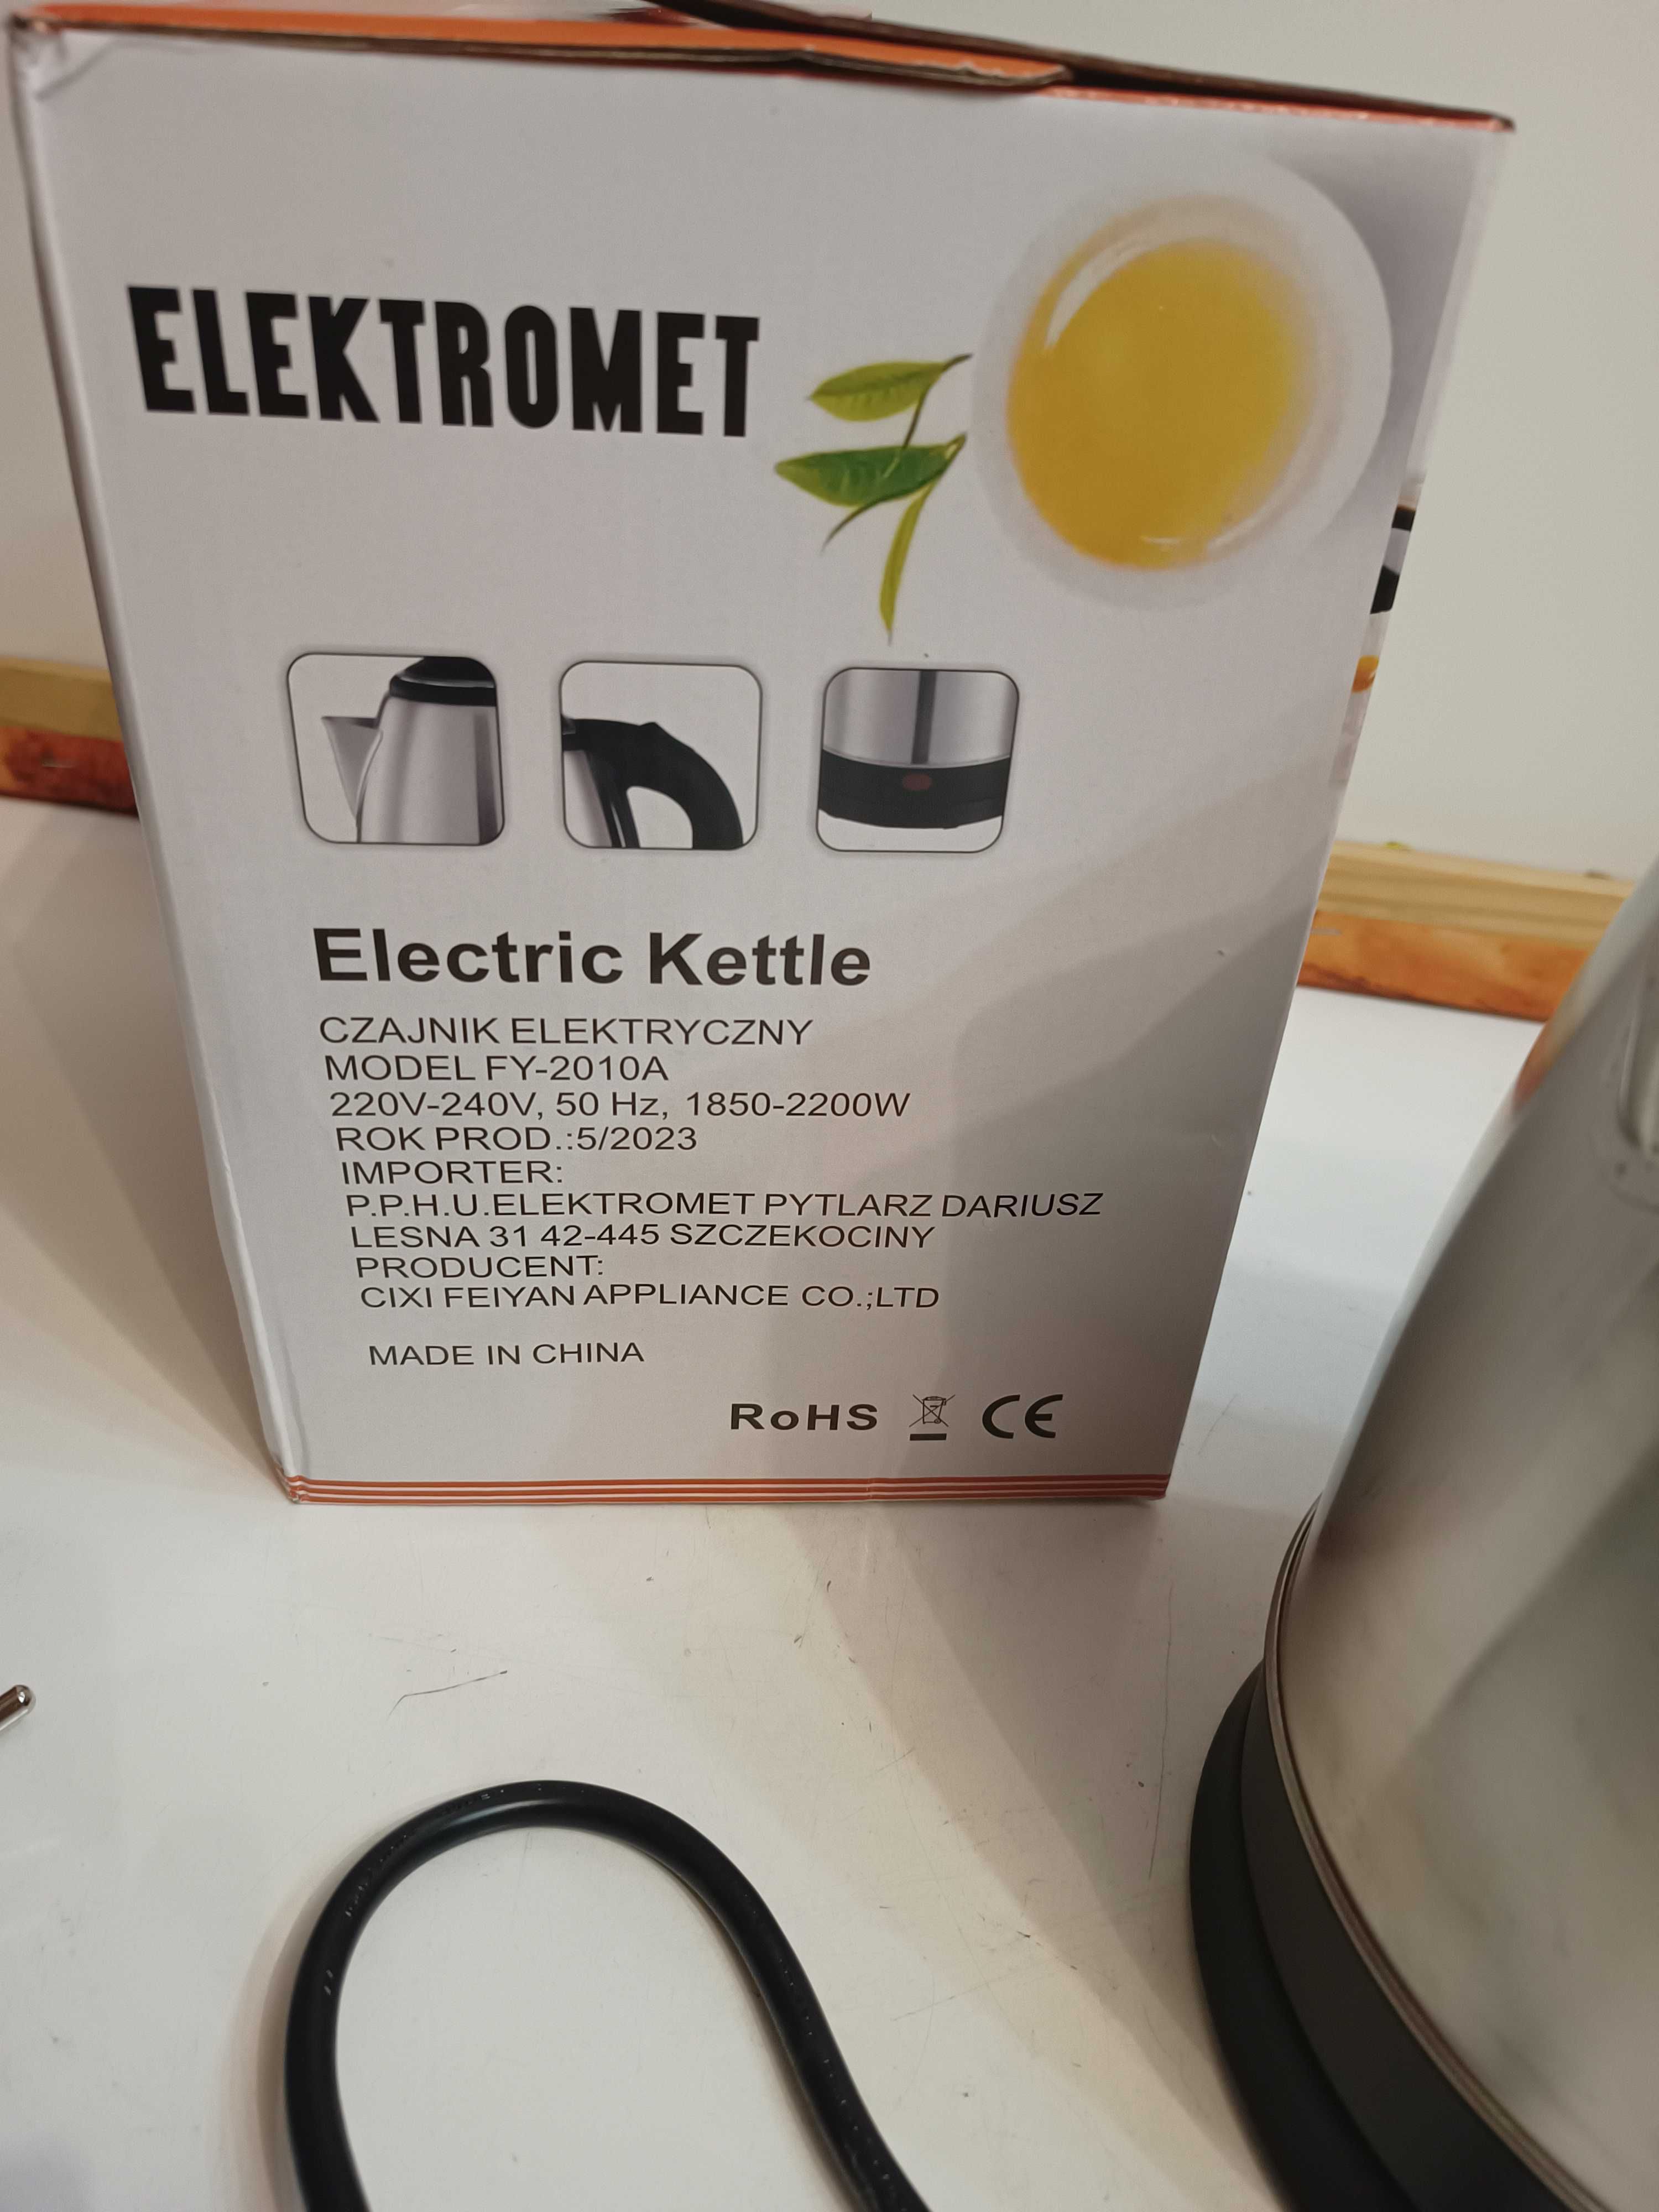 ELEKTROMET
Electric Kettle
CZAJNIK ELEKTRYCZNY
MODEL FY-2010A
220V-240V, 50 Hz, 1850-2200W
ROK PROD.:5/2023
IMPORTER:
P.P.H.U.ELEKTROMET PYTLARZ DARIUSZ
LESNA 31 42-445 SZCZEKOCINY
PRODUCENT:
CIXI FEIYAN APPLIANCE CO.;LTD
MADE IN CHINA
RoHS CE